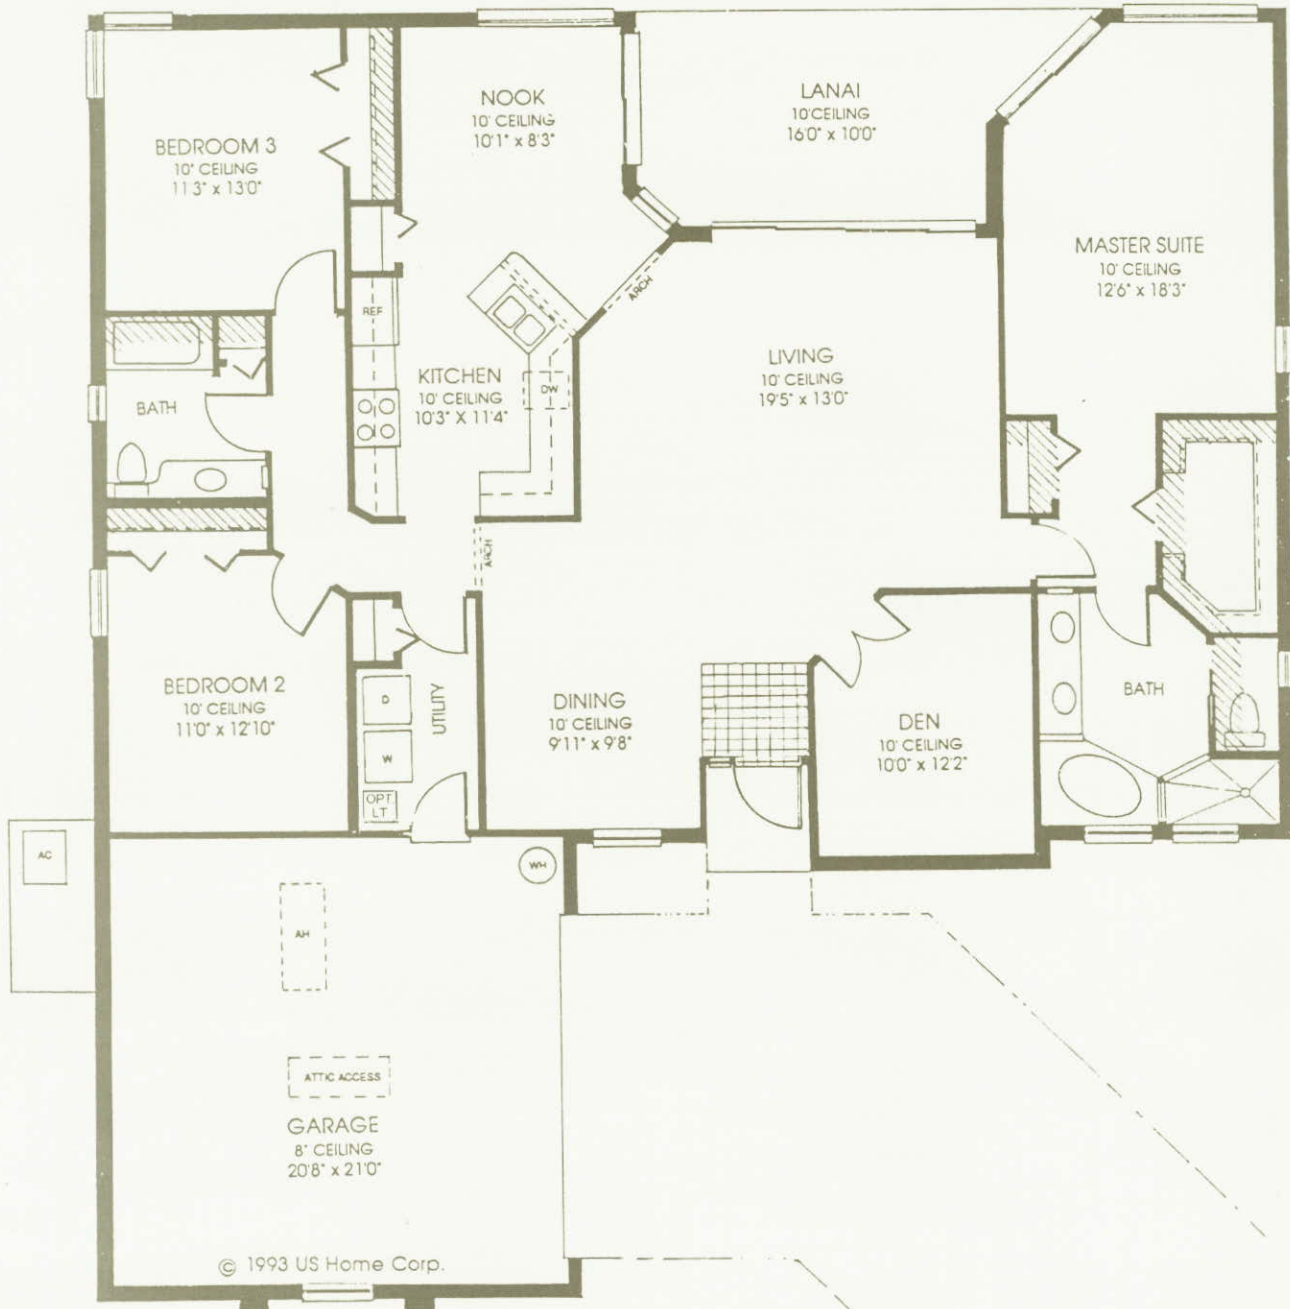 NOOK
10' CEILING
10'1" x 8'3"
LANAI
10'CEILING
16'0" x 10'0"
BEDROOM 3
10' CEILING
11'3" x 13'0"
MASTER SUITE
10' CEILING
12'6" x 18'3"
ARCH
REF
LIVING
10' CEILING
19'5" x 13'0"
KITCHEN
10' CEILING
10'3" X 11'4"
DW
BATH
ARCH
BEDROOM 2
10' CEILING
11'0" x 12'10"
D
W
OPT
LT
UTILITY
DINING
10' CEILING
9'11" x 9'8"
DEN
10' CEILING
10'0" x 12'2"
BATH
AC
WH
AH
ATTIC ACCESS
GARAGE
8' CEILING
20'8" x 21'0"
© 1993 US Home Corp.